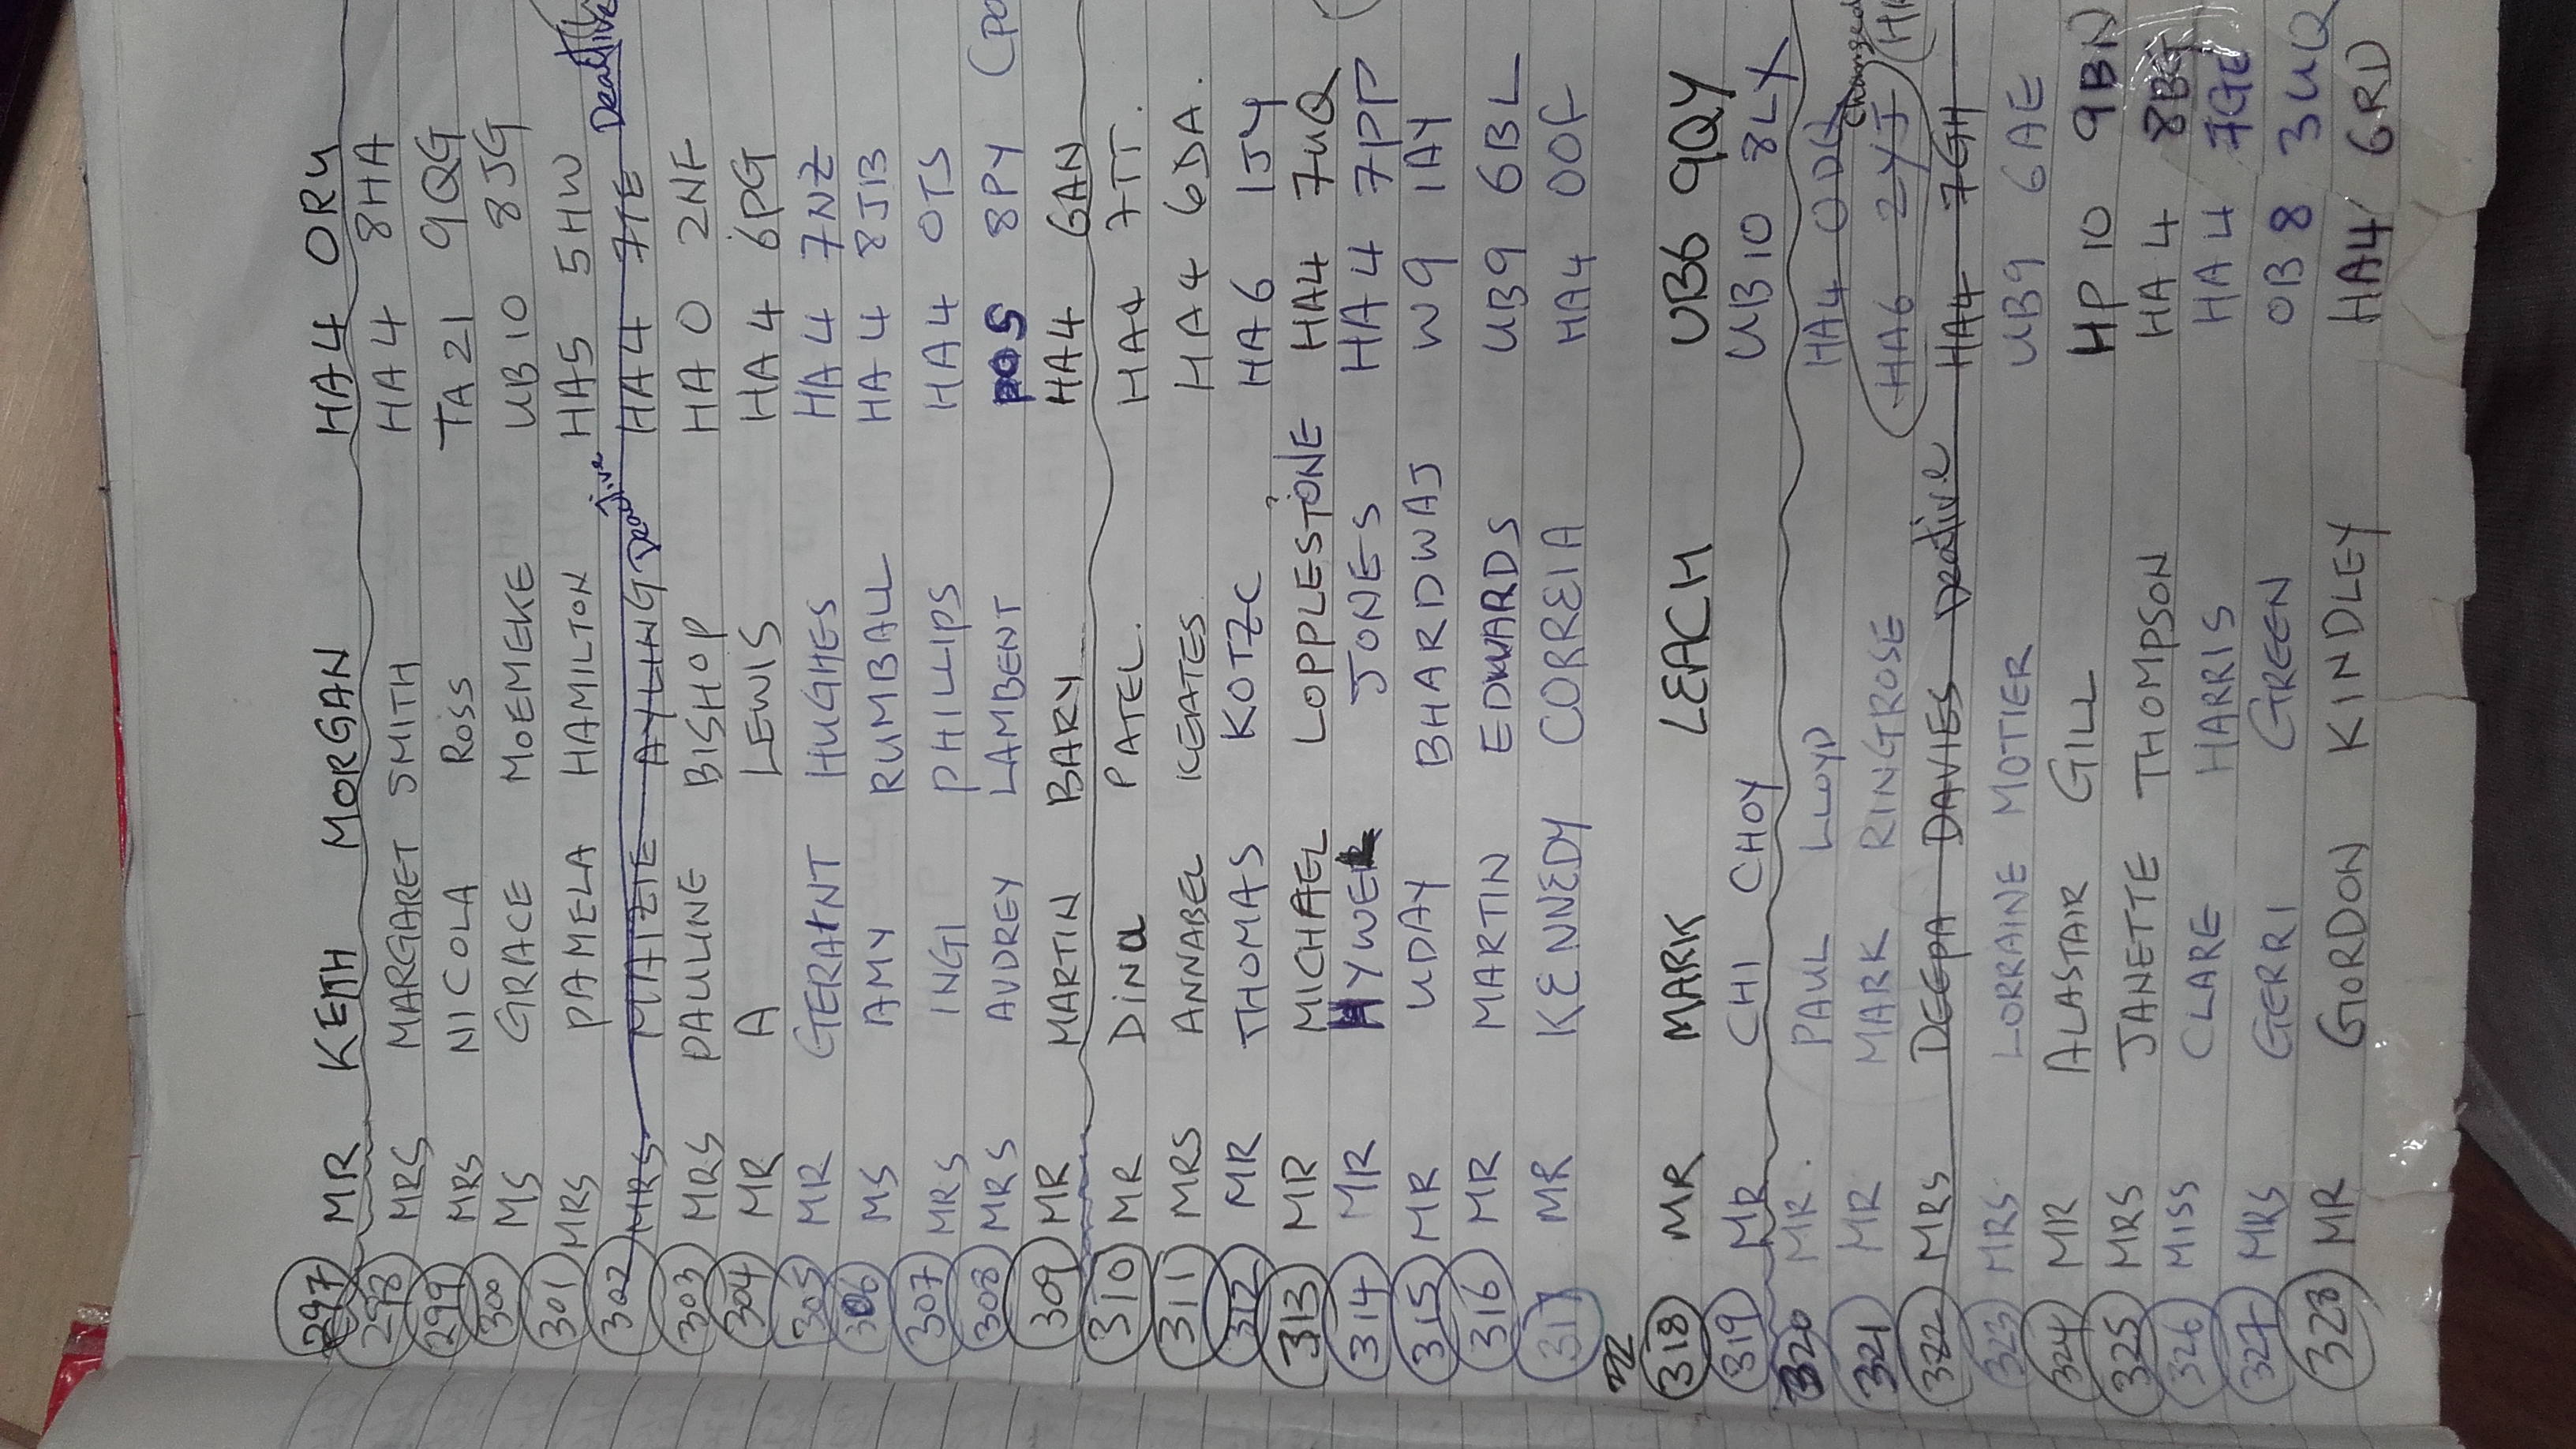 297 MR KEITH MORGAN HA4 0RU
298 MRS MARGARET SMITH HA4 8HA
299 MRS NICOLA ROSS TA21 9QG
300 MS GRACE MOEMEKE UB10 8JG
301 MRS PAMELA HAMILTON HA5 5HW
302 MRS MAIZIE AYLING Deactive HA4 7TE Deactive
303 MRS PAULINE BISHOP HA0 2NF
304 MR A LEWIS HA4 6PG
305 MR GERAINT HUGHES HA4 7NZ
306 MS AMY RUMBALL HA4 8JB
307 MRS INGI PHILLIPS HA4 0TS
308 MRS AUDREY LAMBENT 8PY (PO
309 MR MARTIN BARY HA4 GAN
310 MR DINA PATEL. HA4 7TT.
311 MRS ANNABEL KEATES HA4 6DA.
312 MR THOMAS KOTZC HA6 1JY
313 MR MICHAEL LOPPLESTONE ? HA4 7UQ
314 MR HYWEL JONES HA4 7PP
315 MR UDAY BHARDWAJ W9 1AY
316 MR MARTIN EDWARDS UB9 6BL
317 MR KENNEDY CORREIA HA4 0OF
318 MR MARK LEACH UB6 9QY
319 MR CHI CHOY UB10 8LX
320 MR. PAUL LLOYD HA4 0DQ
321 MR MARK RINGROSE HA6 2YJ Changed (HA
322 MRS DEEPA DAVIES Deative HA4 7GH
323 MRS LORRAINE MOTIER UB9 6AE
324 MR ALASTAIR GILL HP10 9BN
325 MRS JANETTE THOMPSON HA4 8BG
326 MISS CLARE HARRIS HA4 7GE
327 MRS GERRI GREEN OB8 3UQ
328 MR GORDON KINDLEY HA4 6RD